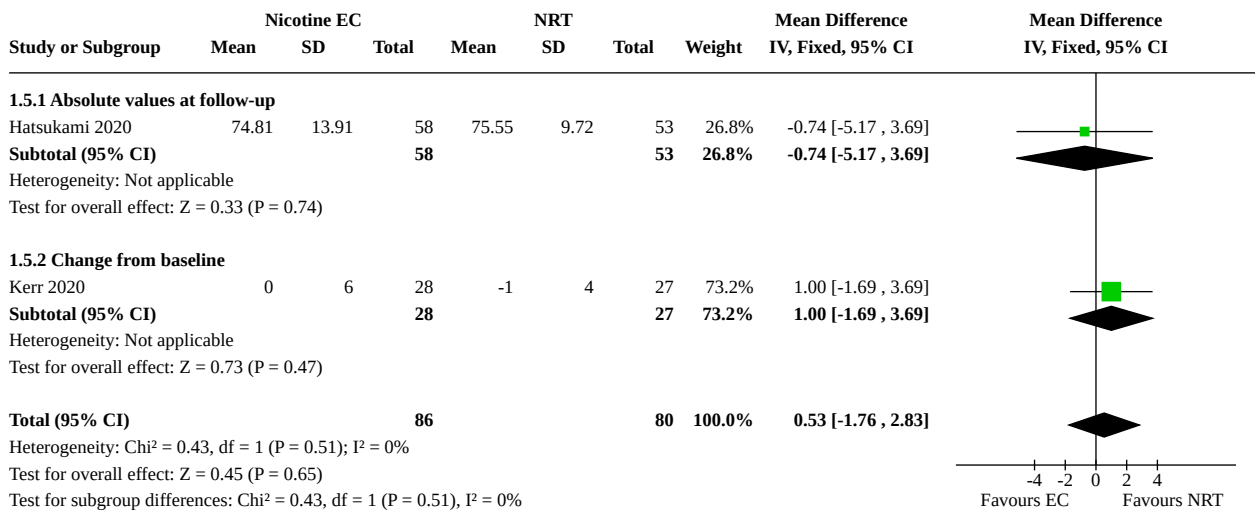 Nicotine EC NRT Mean Difference Mean Difference
Study or Subgroup Mean SD Total Mean SD Total Weight IV, Fixed, 95% CI IV, Fixed, 95% CI
1.5.1 Absolute values at follow-up
Hatsukami 2020 74.81 13.91 58 75.55 9.72 53 26.8% -0.74 [-5.17 , 3.69]
Subtotal (95% CI) 58 53 26.8% -0.74 [-5.17 , 3.69]
Heterogeneity: Not applicable
Test for overall effect: Z = 0.33 (P = 0.74)
1.5.2 Change from baseline
Kerr 2020 0 6 28 -1 4 27 73.2% 1.00 [-1.69 , 3.69]
Subtotal (95% CI) 28 27 73.2% 1.00 [-1.69 , 3.69]
Heterogeneity: Not applicable
Test for overall effect: Z = 0.73 (P = 0.47)
Total (95% CI) 86 80 100.0% 0.53 [-1.76 , 2.83]
Heterogeneity: Chi² = 0.43, df = 1 (P = 0.51); I² = 0%
Test for overall effect: Z = 0.45 (P = 0.65)
Test for subgroup differences: Chi² = 0.43, df = 1 (P = 0.51), I² = 0%
-4 -2 0 2 4
Favours EC Favours NRT